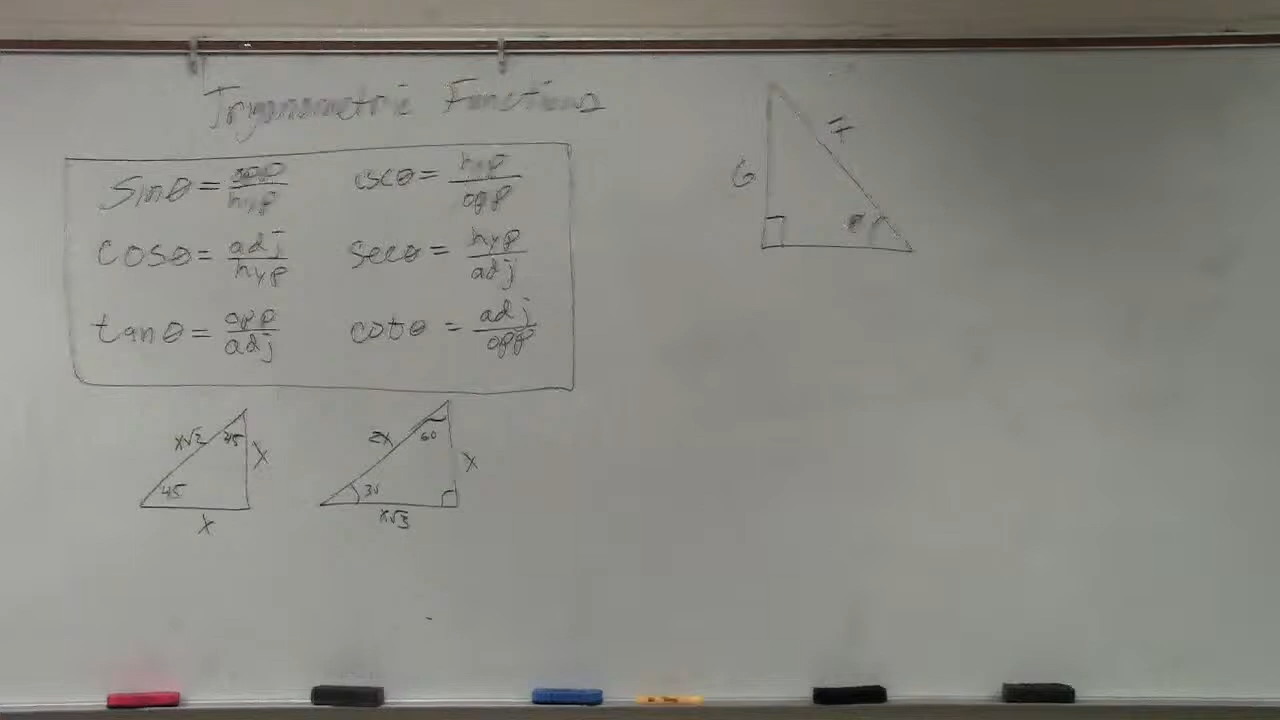 Trygonometric Functions
sinθ = opp/hyp cscθ = hyp/opp
cosθ = adj/hyp secθ = hyp/adj
tanθ = opp/adj cotθ = adj/opp
x√2 45 x
45
x
2x 60 x
30
x√3
7
6
θ